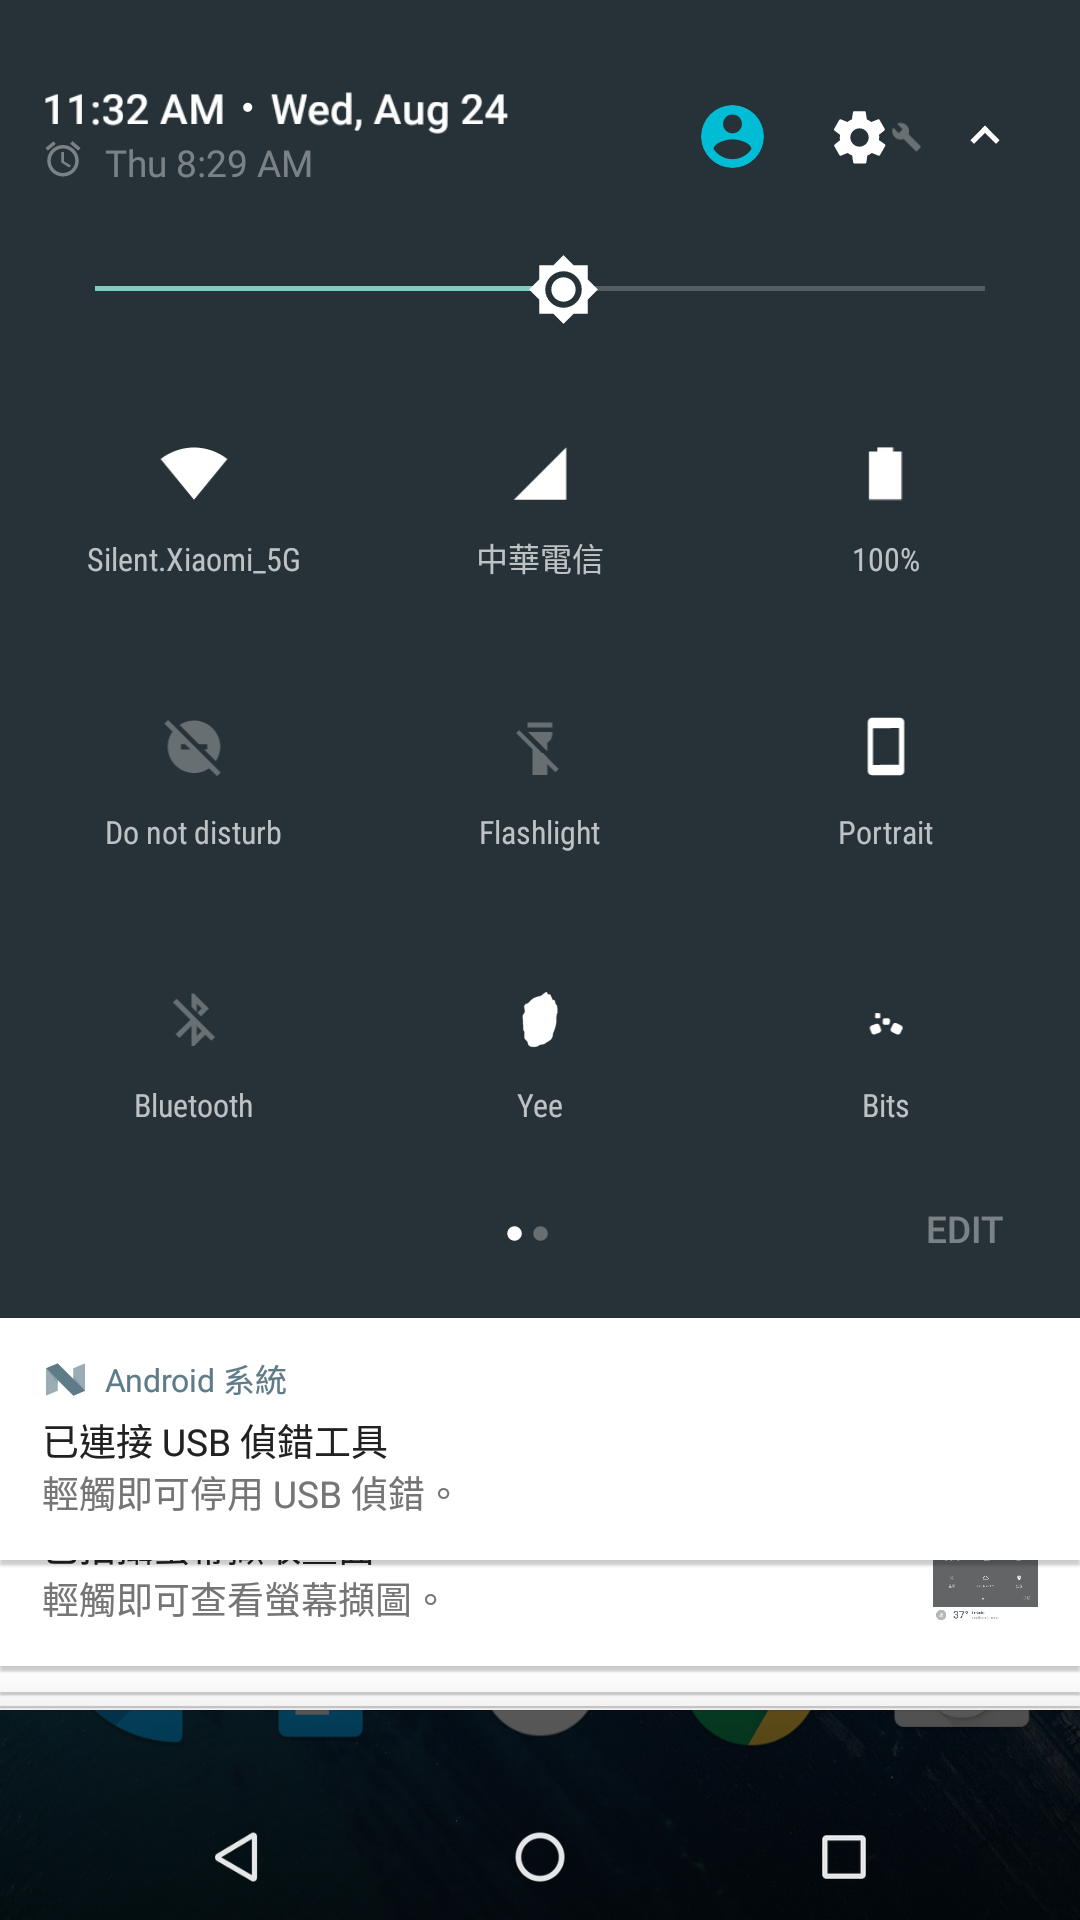 11:32 AM • Wed, Aug 24
Thu 8:29 AM
Silent.Xiaomi_5G
中華電信
100%
Do not disturb
Flashlight
Portrait
Bluetooth
Yee
Bits
EDIT
Android 系統
已連接 USB 偵錯工具
輕觸即可停用 USB 偵錯。
輕觸即可查看螢幕擷圖。
37°